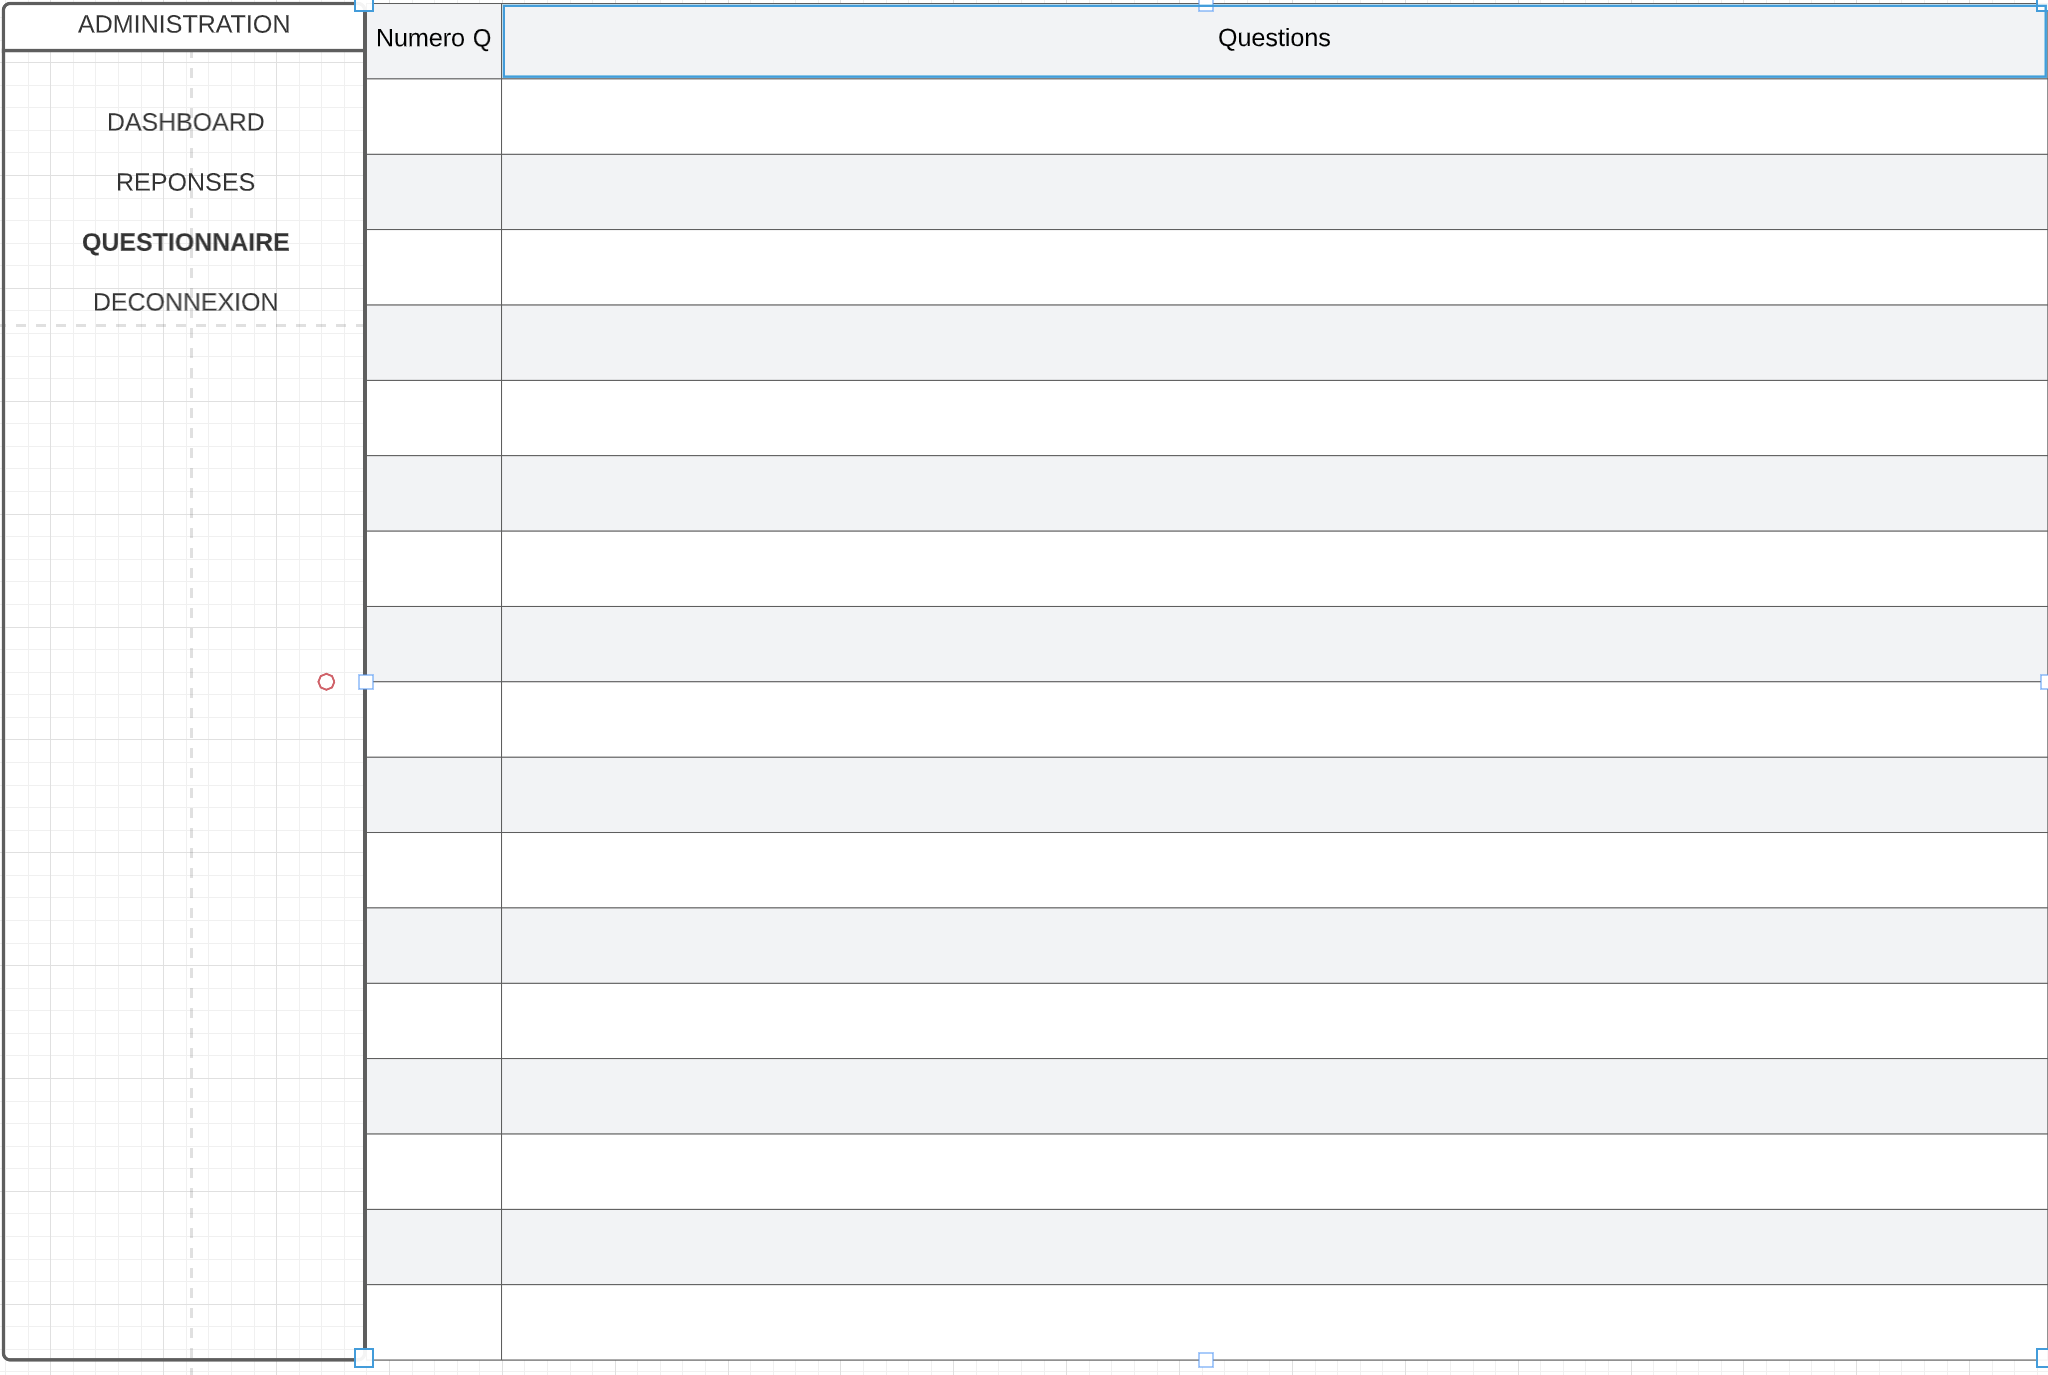 ADMINISTRATION
DASHBOARD
REPONSES
QUESTIONNAIRE
DECONNEXION
Numero Q
Questions